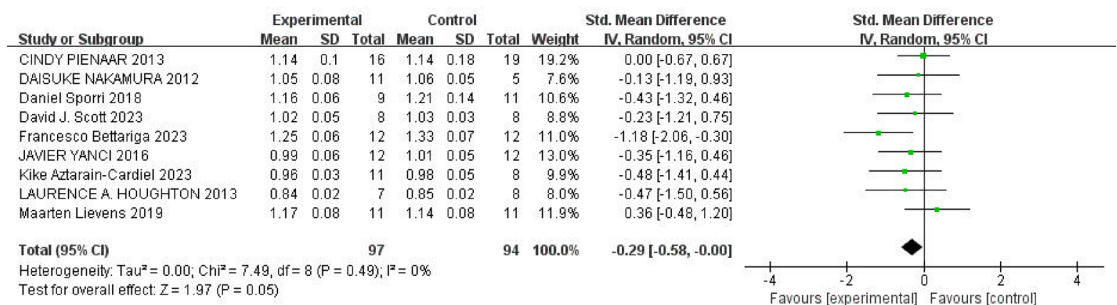 Experimental Control Std. Mean Difference Std. Mean Difference
Study or Subgroup Mean SD Total Mean SD Total Weight IV, Random, 95% CI IV, Random, 95% CI
CINDY PIENAAR 2013 1.14 0.1 16 1.14 0.18 19 19.2% 0.00 [-0.67, 0.67]
DAISUKE NAKAMURA 2012 1.05 0.08 11 1.06 0.05 5 7.6% -0.13 [-1.19, 0.93]
Daniel Sporri 2018 1.16 0.06 9 1.21 0.14 11 10.6% -0.43 [-1.32, 0.46]
David J. Scott 2023 1.02 0.05 8 1.03 0.03 8 8.8% -0.23 [-1.21, 0.75]
Francesco Bettariga 2023 1.25 0.06 12 1.33 0.07 12 11.0% -1.18 [-2.06, -0.30]
JAVIER YANCI 2016 0.99 0.06 12 1.01 0.05 12 13.0% -0.35 [-1.16, 0.46]
Kike Aztarain-Cardiel 2023 0.96 0.03 11 0.98 0.05 8 9.9% -0.48 [-1.41, 0.44]
LAURENCE A. HOUGHTON 2013 0.84 0.02 7 0.85 0.02 8 8.0% -0.47 [-1.50, 0.56]
Maarten Lievens 2019 1.17 0.08 11 1.14 0.08 11 11.9% 0.36 [-0.48, 1.20]
Total (95% CI) 97 94 100.0% -0.29 [-0.58, -0.00]
Heterogeneity: Tau² = 0.00; Chi² = 7.49, df = 8 (P = 0.49); I² = 0%
Test for overall effect: Z = 1.97 (P = 0.05)
-4 -2 0 2 4
Favours [experimental] Favours [control]